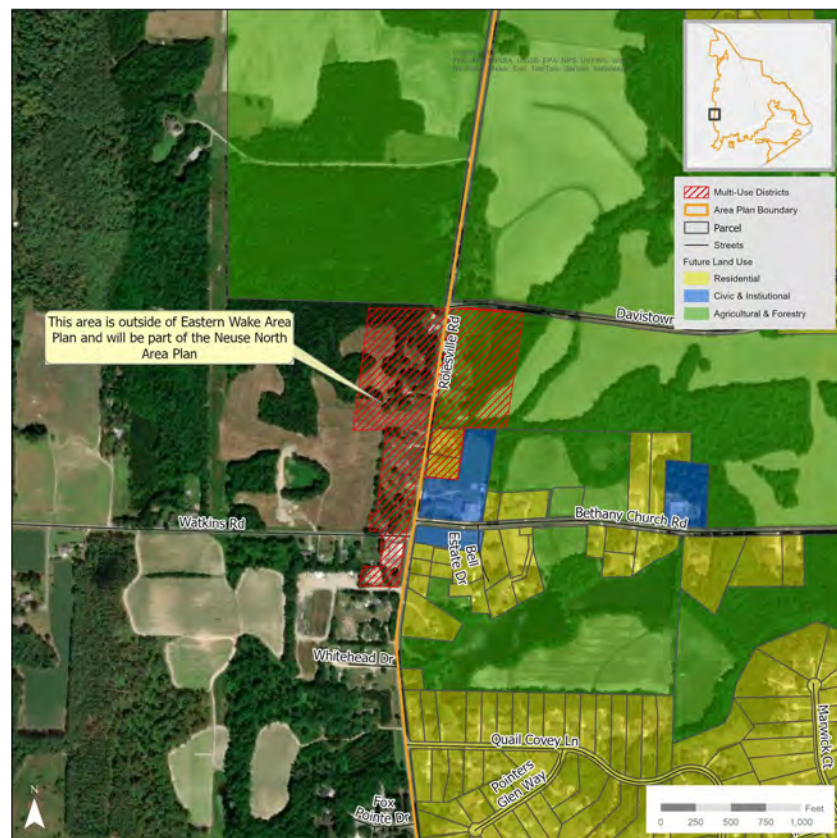 Multi-Use Districts
Area Plan Boundary
Parcel
Streets
Future Land Use
Residential
Civic & Instiutional
Agricultural & Forestry
This area is outside of Eastern Wake Area
Plan and will be part of the Neuse North
Area Plan
Davistown
Rolesville Rd
Watkins Rd
Bethany Church Rd
Bell
Estate Dr
Whitehead Dr
Quail Covey Ln
Pointers
Glen Way
Marwick Ct
Fox
Pointe Dr
N
Feet
0 250 500 750 1,000